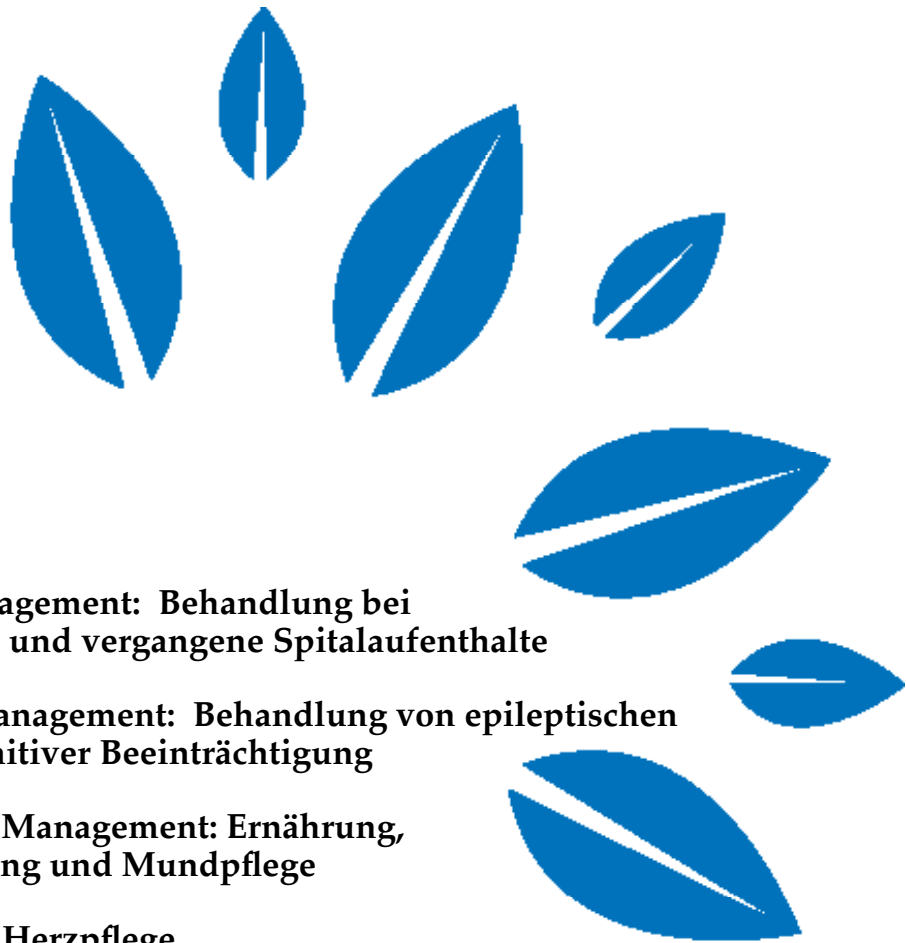 agement:  Behandlung bei
und vergangene Spitalaufenthalte
anagement:  Behandlung von epileptischen
nitiver Beeinträchtigung
Management: Ernährung,
ng und Mundpflege
Herzpflege